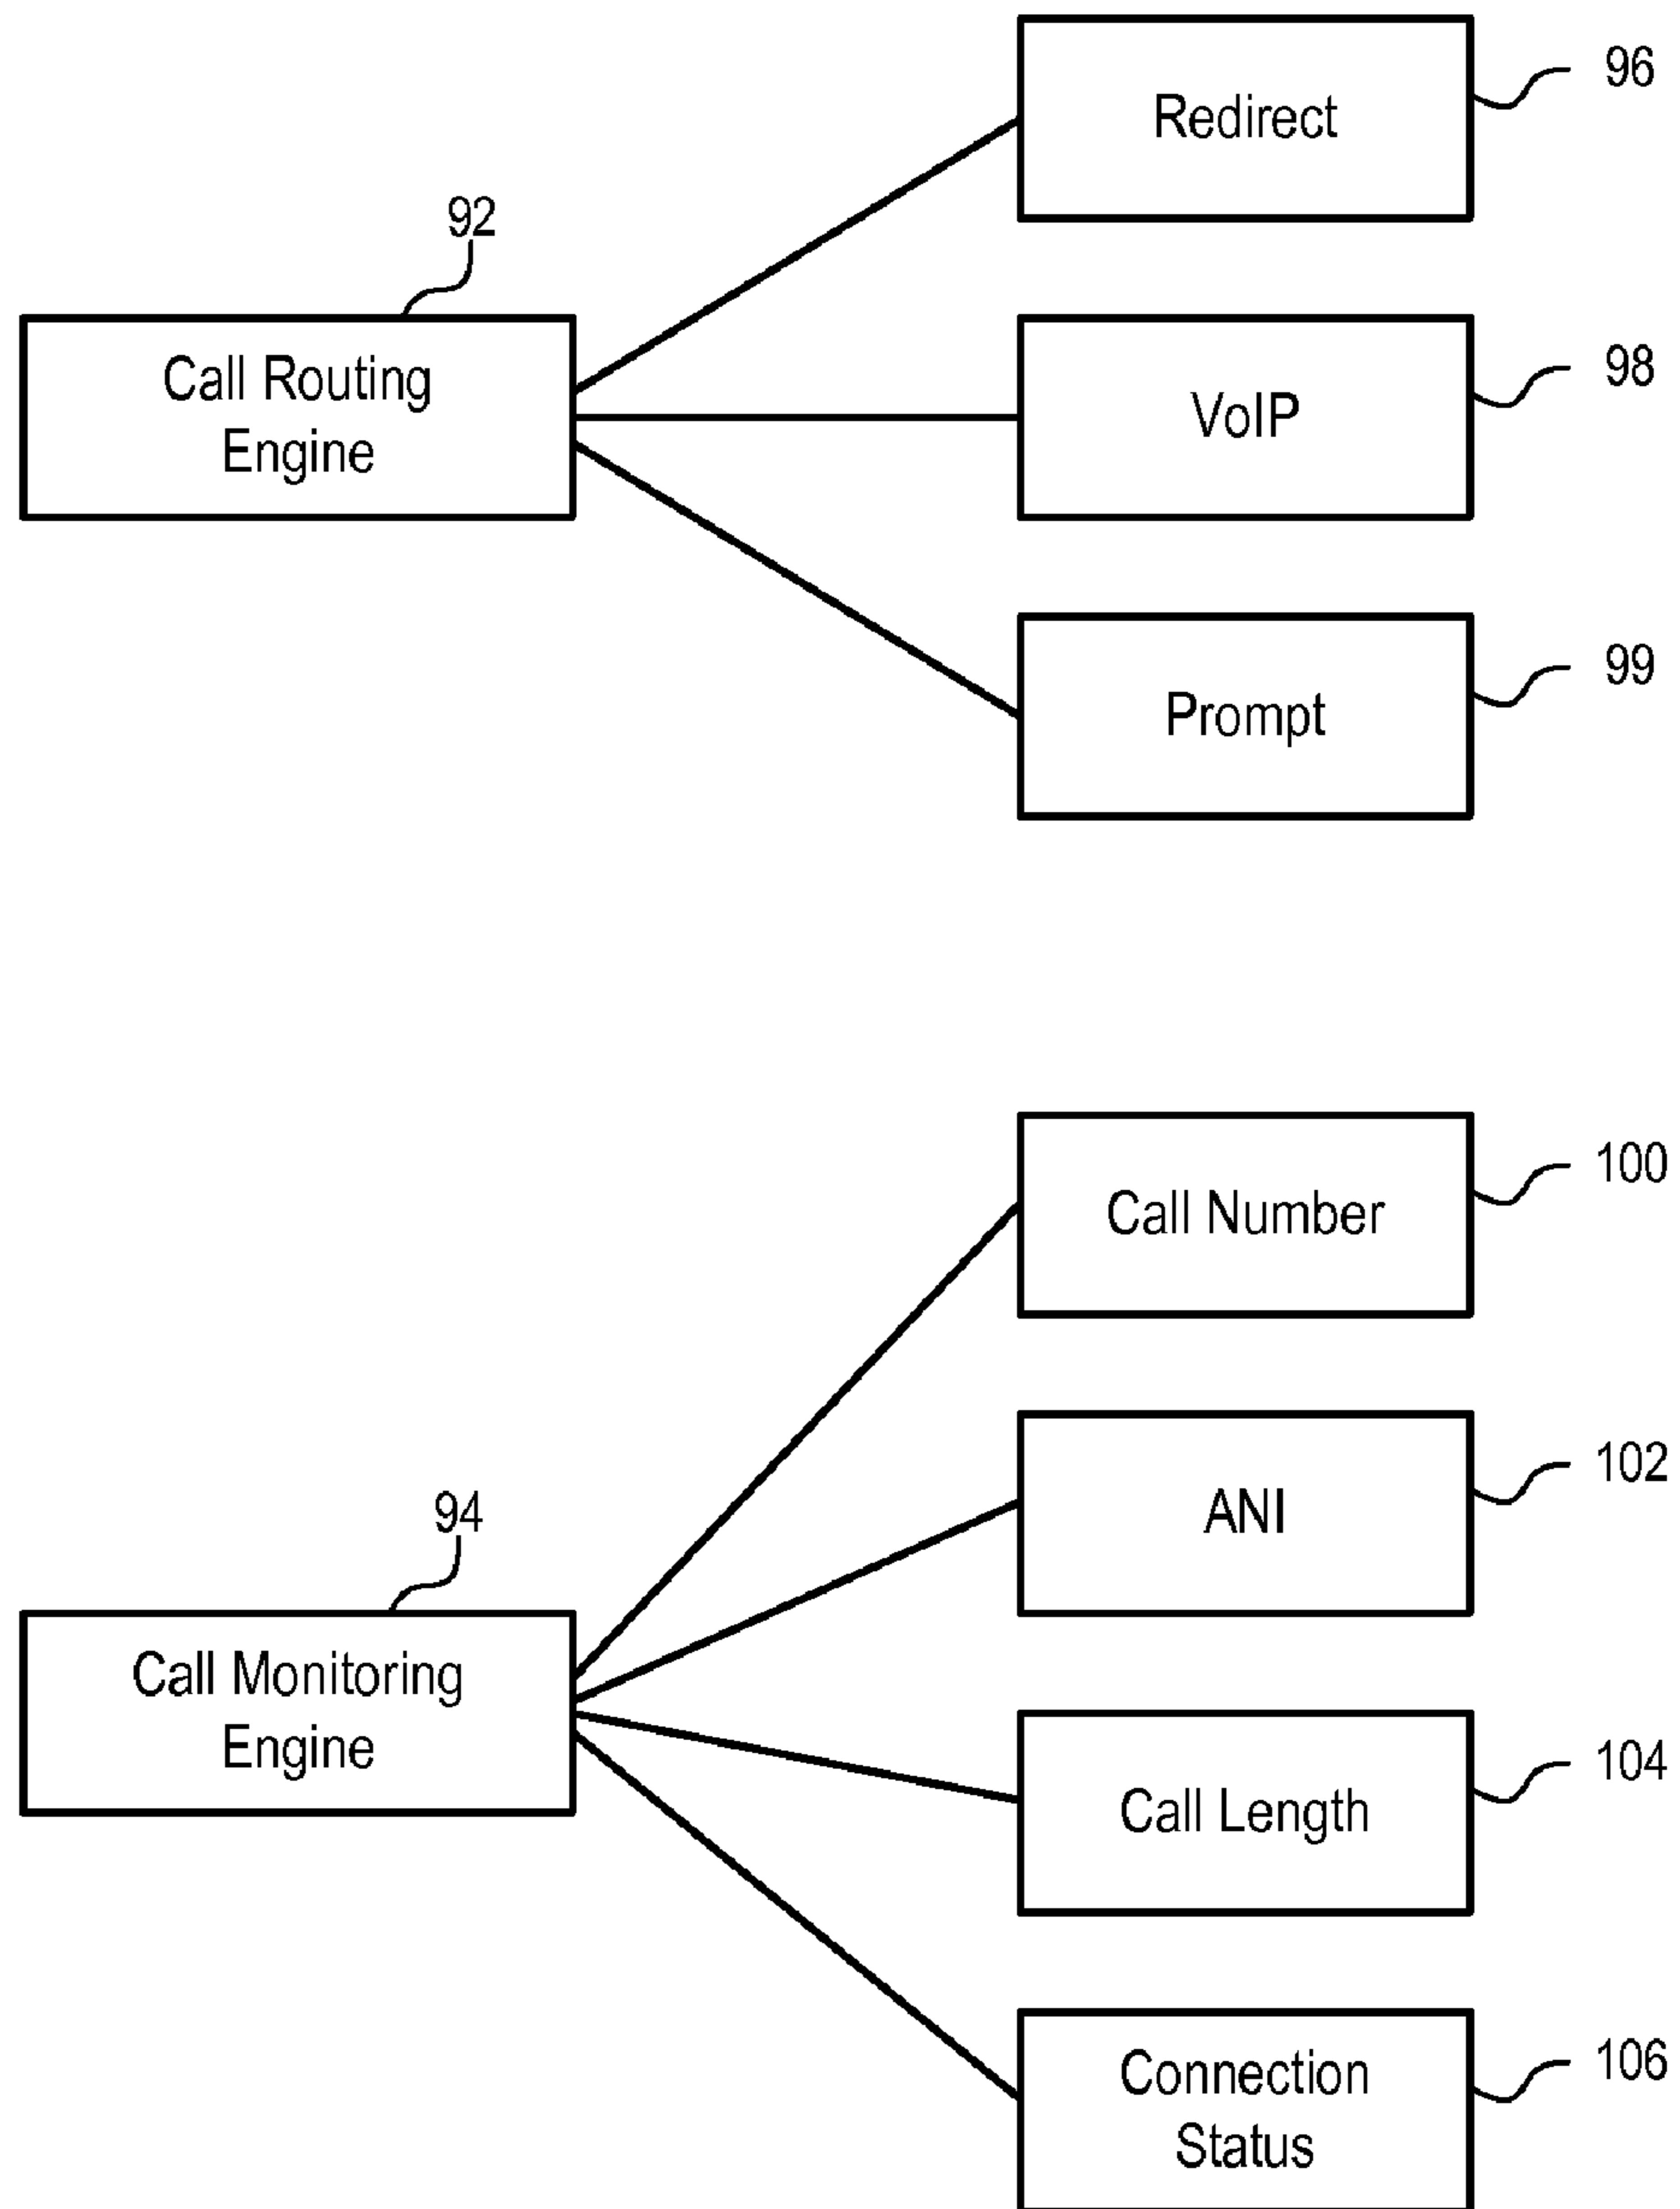 Redirect
96
92
Call Routing
Engine
VoIP
98
Prompt
99
Call Number
100
ANI
102
94
Call Monitoring
Engine
Call Length
104
Connection
Status
106